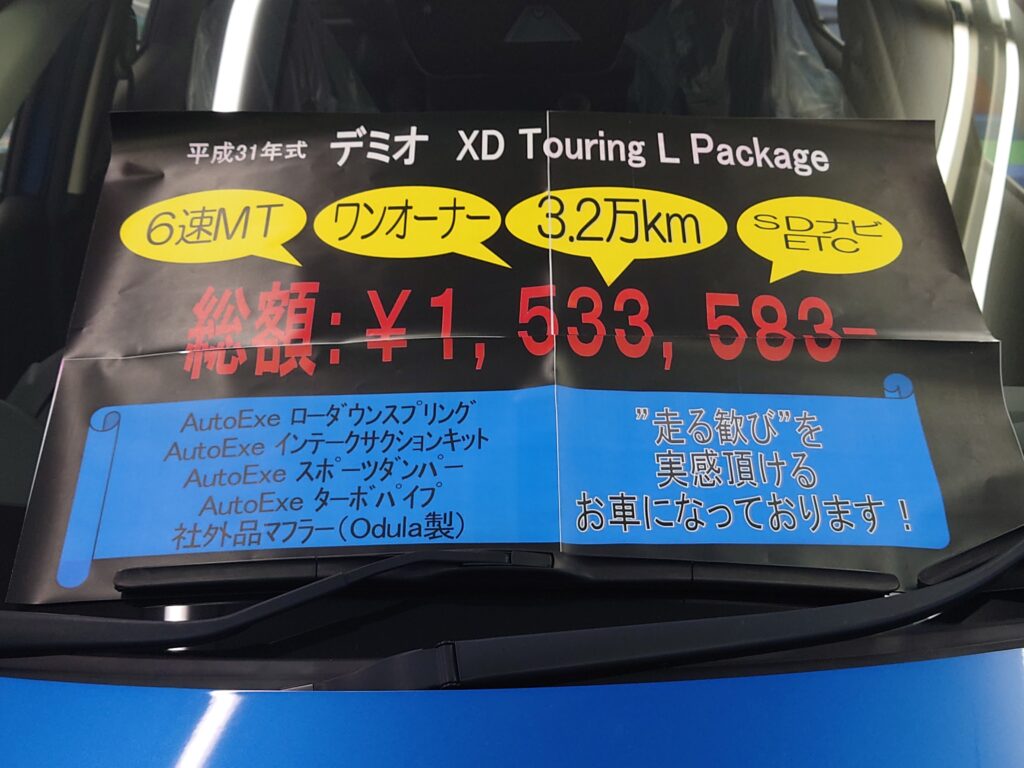 平成31年式 デミオ XD Touring L Package
6速MT
ワンオーナー
3.2万km
SDナビ
ETC
総額:¥1,533,583-
AutoExe ローダウンスプリング
AutoExe インテークサクションキット
AutoExe スポーツダンパー
AutoExe ターボパイプ
社外品マフラー(Odula製)
”走る歓び”を
実感頂ける
お車になっております！